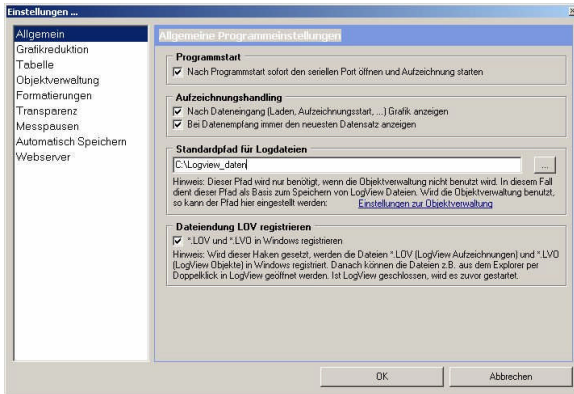 Einstellungen ...
Allgemein
Grafikreduktion
Tabelle
Objektverwaltung
Formatierungen
Transparenz
Messpausen
Automatisch Speichern
Webserver
Allgemeine Programmeinstellungen
Programmstart
Nach Programmstart sofort den seriellen Port öffnen und Aufzeichnung starten
Aufzeichnungshandling
Nach Dateneingang (Laden, Aufzeichnungsstart, ...) Grafik anzeigen
Bei Datenempfang immer den neuesten Datensatz anzeigen
Standardpfad für Logdateien
C:\Logview_daten
...
Hinweis: Dieser Pfad wird nur benötigt, wenn die Objektverwaltung nicht benutzt wird. In diesem Fall
dient dieser Pfad als Basis zum Speichern von LogView Dateien. Wird die Objektverwaltung benutzt,
so kann der Pfad hier eingestellt werden: Einstellungen zur Objektverwaltung
Dateiendung LOV registrieren
*.LOV und *.LVO in Windows registrieren
Hinweis: Wird dieser Haken gesetzt, werden die Dateien *.LOV (LogView Aufzeichnungen) und *.LVO
(LogView Objekte) in Windows registriert. Danach können die Dateien z.B. aus dem Explorer per
Doppelklick in LogView geöffnet werden. Ist LogView geschlossen, wird es zuvor gestartet.
OK
Abbrechen